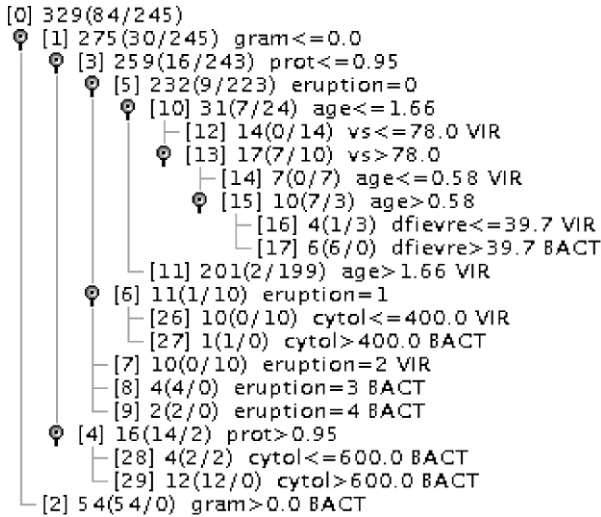 [0] 329(84/245)
[1] 275(30/245) gram<=0.0
[3] 259(16/243) prot<=0.95
[5] 232(9/223) eruption=0
[10] 31(7/24) age<=1.66
[12] 14(0/14) vs<=78.0 VIR
[13] 17(7/10) vs>78.0
[14] 7(0/7) age<=0.58 VIR
[15] 10(7/3) age>0.58
[16] 4(1/3) dfievre<=39.7 VIR
[17] 6(6/0) dfievre>39.7 BACT
[11] 201(2/199) age>1.66 VIR
[6] 11(1/10) eruption=1
[26] 10(0/10) cytol<=400.0 VIR
[27] 1(1/0) cytol>400.0 BACT
[7] 10(0/10) eruption=2 VIR
[8] 4(4/0) eruption=3 BACT
[9] 2(2/0) eruption=4 BACT
[4] 16(14/2) prot>0.95
[28] 4(2/2) cytol<=600.0 BACT
[29] 12(12/0) cytol>600.0 BACT
[2] 54(54/0) gram>0.0 BACT